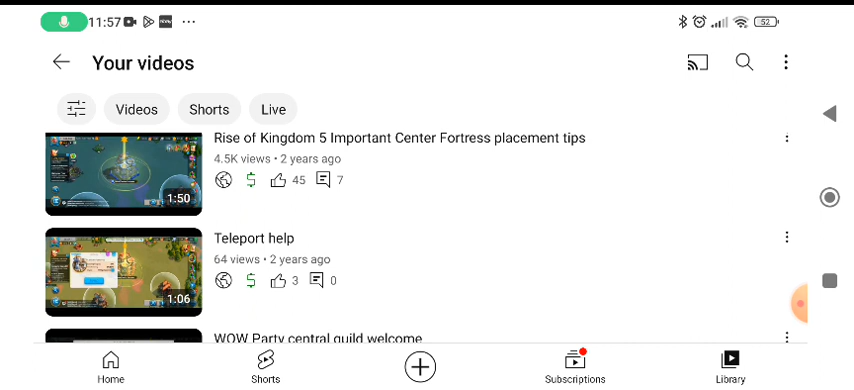 11:57
52
Your videos
Videos
Shorts
Live
Rise of Kingdom 5 Important Center Fortress placement tips
4.5K views • 2 years ago
$ 45 7
1:50
Teleport help
64 views • 2 years ago
$ 3 0
1:06
WOW Party central guild welcome
Home
Shorts
Subscriptions
Library